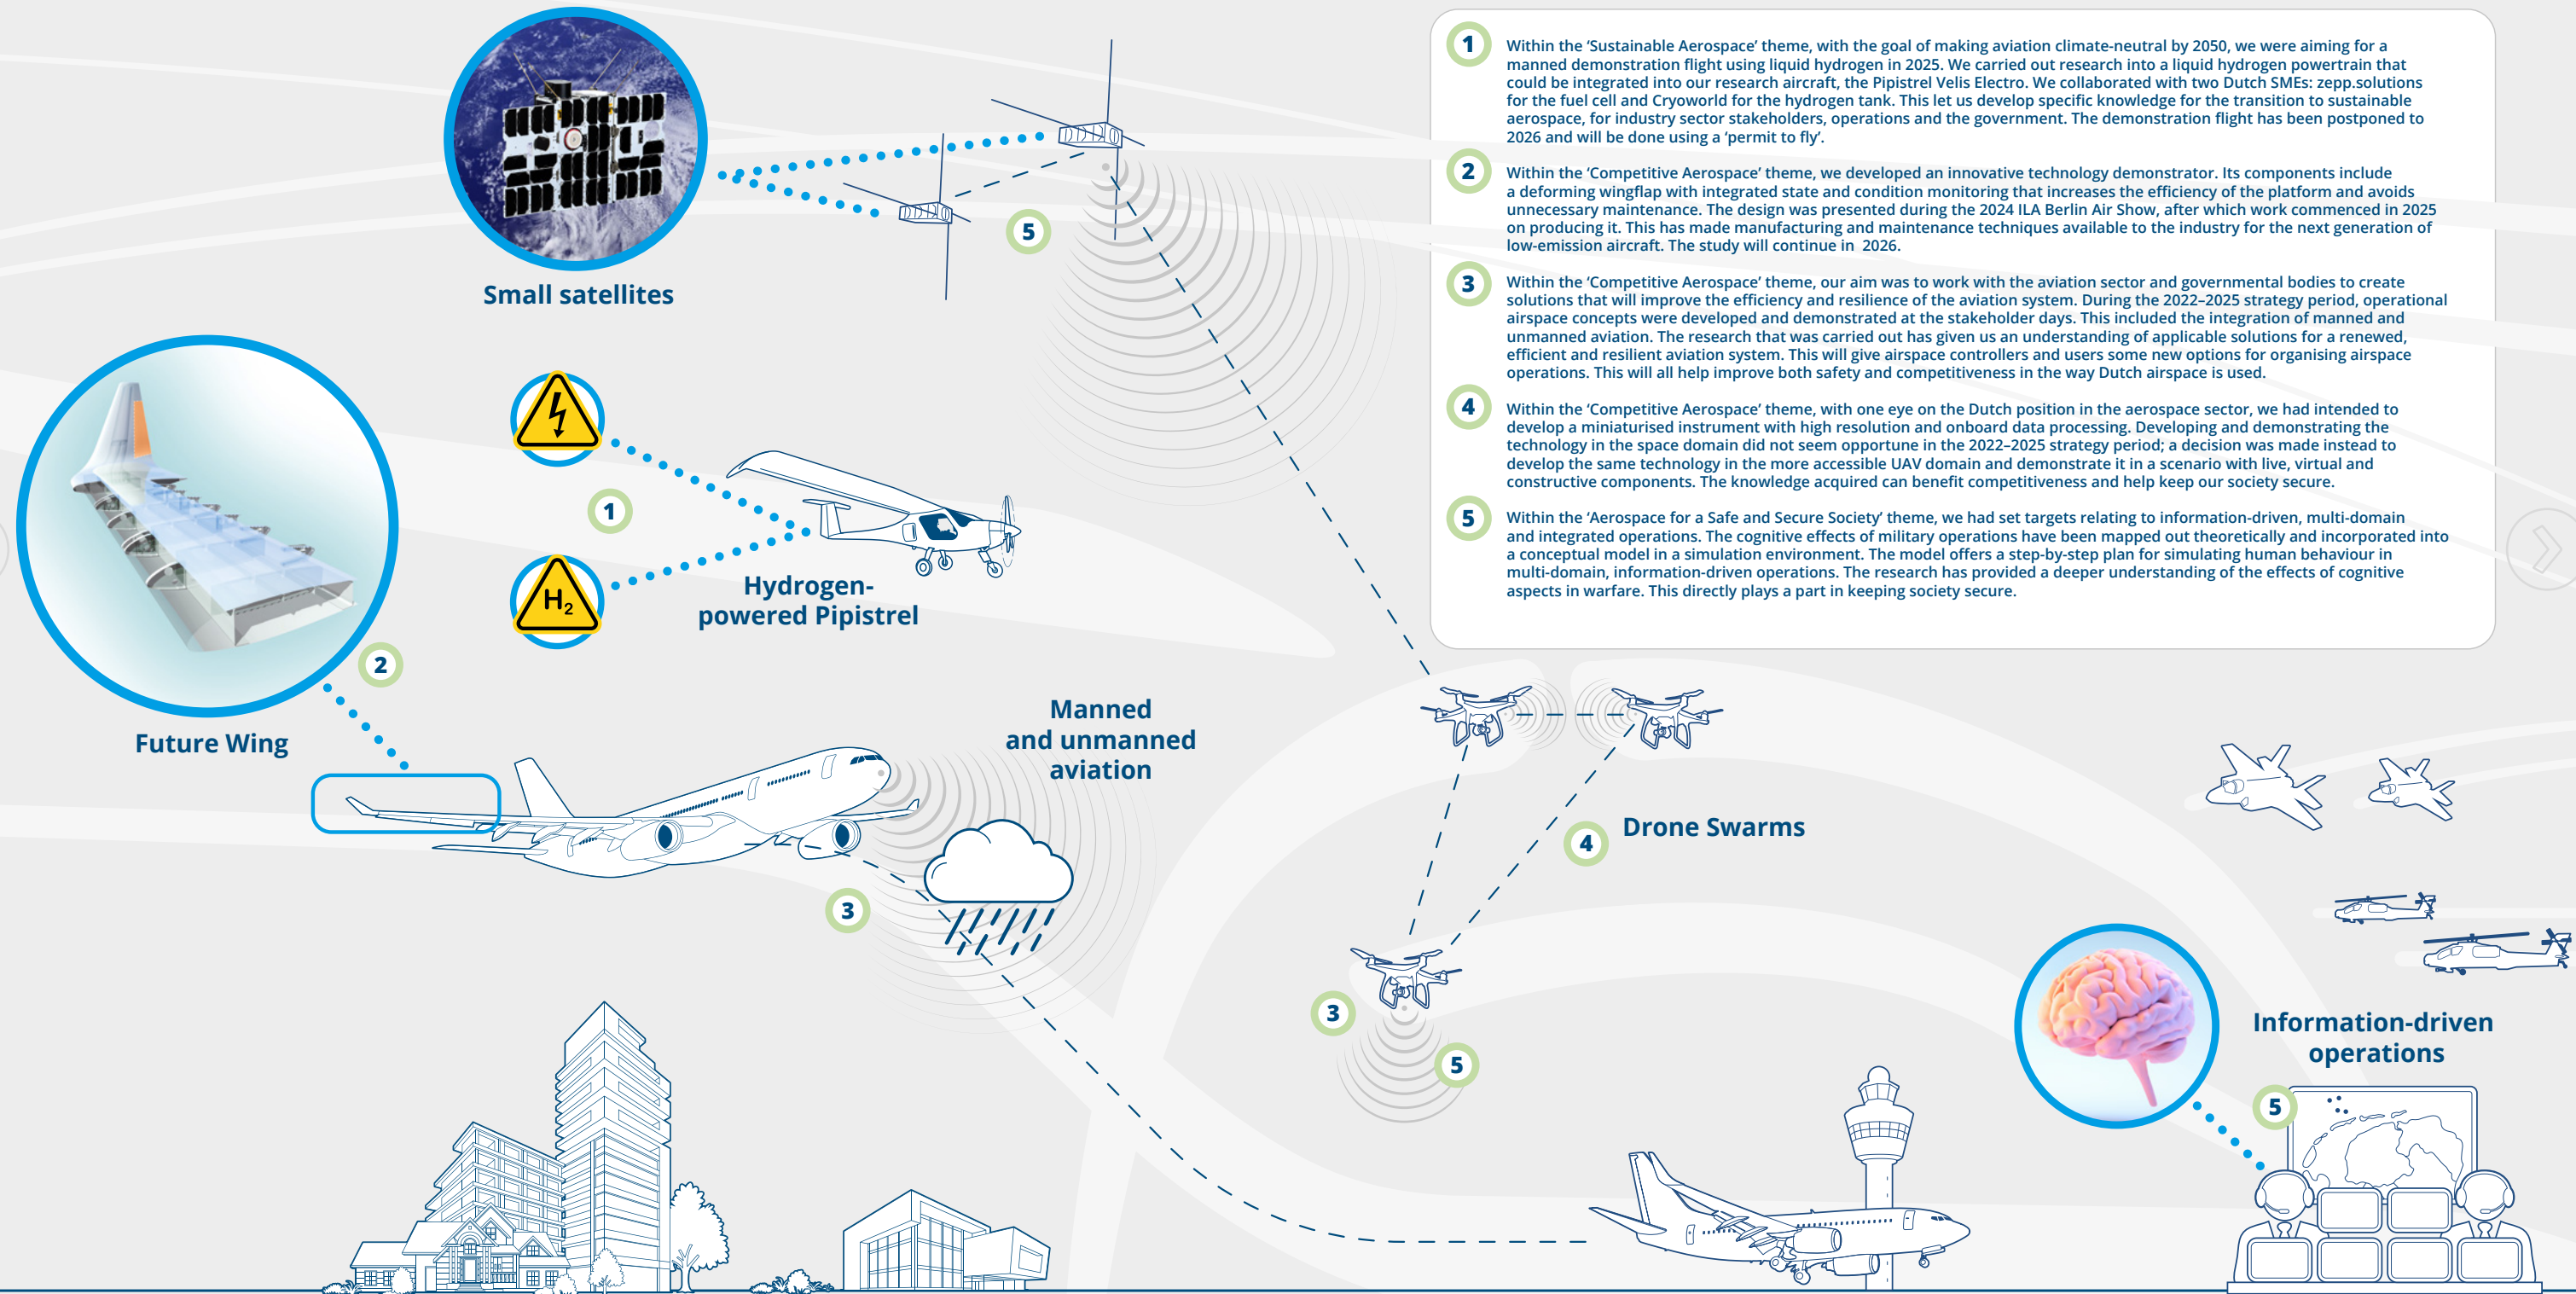 1
Within the ‘Sustainable Aerospace’ theme, with the goal of making aviation climate-neutral by 2050, we were aiming for a
manned demonstration flight using liquid hydrogen in 2025. We carried out research into a liquid hydrogen powertrain that
could be integrated into our research aircraft, the Pipistrel Velis Electro. We collaborated with two Dutch SMEs: zepp.solutions
for the fuel cell and Cryoworld for the hydrogen tank. This let us develop specific knowledge for the transition to sustainable
aerospace, for industry sector stakeholders, operations and the government. The demonstration flight has been postponed to
2026 and will be done using a ‘permit to fly’.
2
Within the ‘Competitive Aerospace’ theme, we developed an innovative technology demonstrator. Its components include
a deforming wingflap with integrated state and condition monitoring that increases the efficiency of the platform and avoids
unnecessary maintenance. The design was presented during the 2024 ILA Berlin Air Show, after which work commenced in 2025
on producing it. This has made manufacturing and maintenance techniques available to the industry for the next generation of
low-emission aircraft. The study will continue in 2026.
3
Within the ‘Competitive Aerospace’ theme, our aim was to work with the aviation sector and governmental bodies to create
solutions that will improve the efficiency and resilience of the aviation system. During the 2022–2025 strategy period, operational
airspace concepts were developed and demonstrated at the stakeholder days. This included the integration of manned and
unmanned aviation. The research that was carried out has given us an understanding of applicable solutions for a renewed,
efficient and resilient aviation system. This will give airspace controllers and users some new options for organising airspace
operations. This will all help improve both safety and competitiveness in the way Dutch airspace is used.
4
Within the ‘Competitive Aerospace’ theme, with one eye on the Dutch position in the aerospace sector, we had intended to
develop a miniaturised instrument with high resolution and onboard data processing. Developing and demonstrating the
technology in the space domain did not seem opportune in the 2022–2025 strategy period; a decision was made instead to
develop the same technology in the more accessible UAV domain and demonstrate it in a scenario with live, virtual and
constructive components. The knowledge acquired can benefit competitiveness and help keep our society secure.
5
Within the ‘Aerospace for a Safe and Secure Society’ theme, we had set targets relating to information-driven, multi-domain
and integrated operations. The cognitive effects of military operations have been mapped out theoretically and incorporated into
a conceptual model in a simulation environment. The model offers a step-by-step plan for simulating human behaviour in
multi-domain, information-driven operations. The research has provided a deeper understanding of the effects of cognitive
aspects in warfare. This directly plays a part in keeping society secure.
5
Small satellites
1
H2
Hydrogen-
powered Pipistrel
2
Future Wing
Manned
and unmanned
aviation
3
4
Drone Swarms
3
5
Information-driven
operations
5